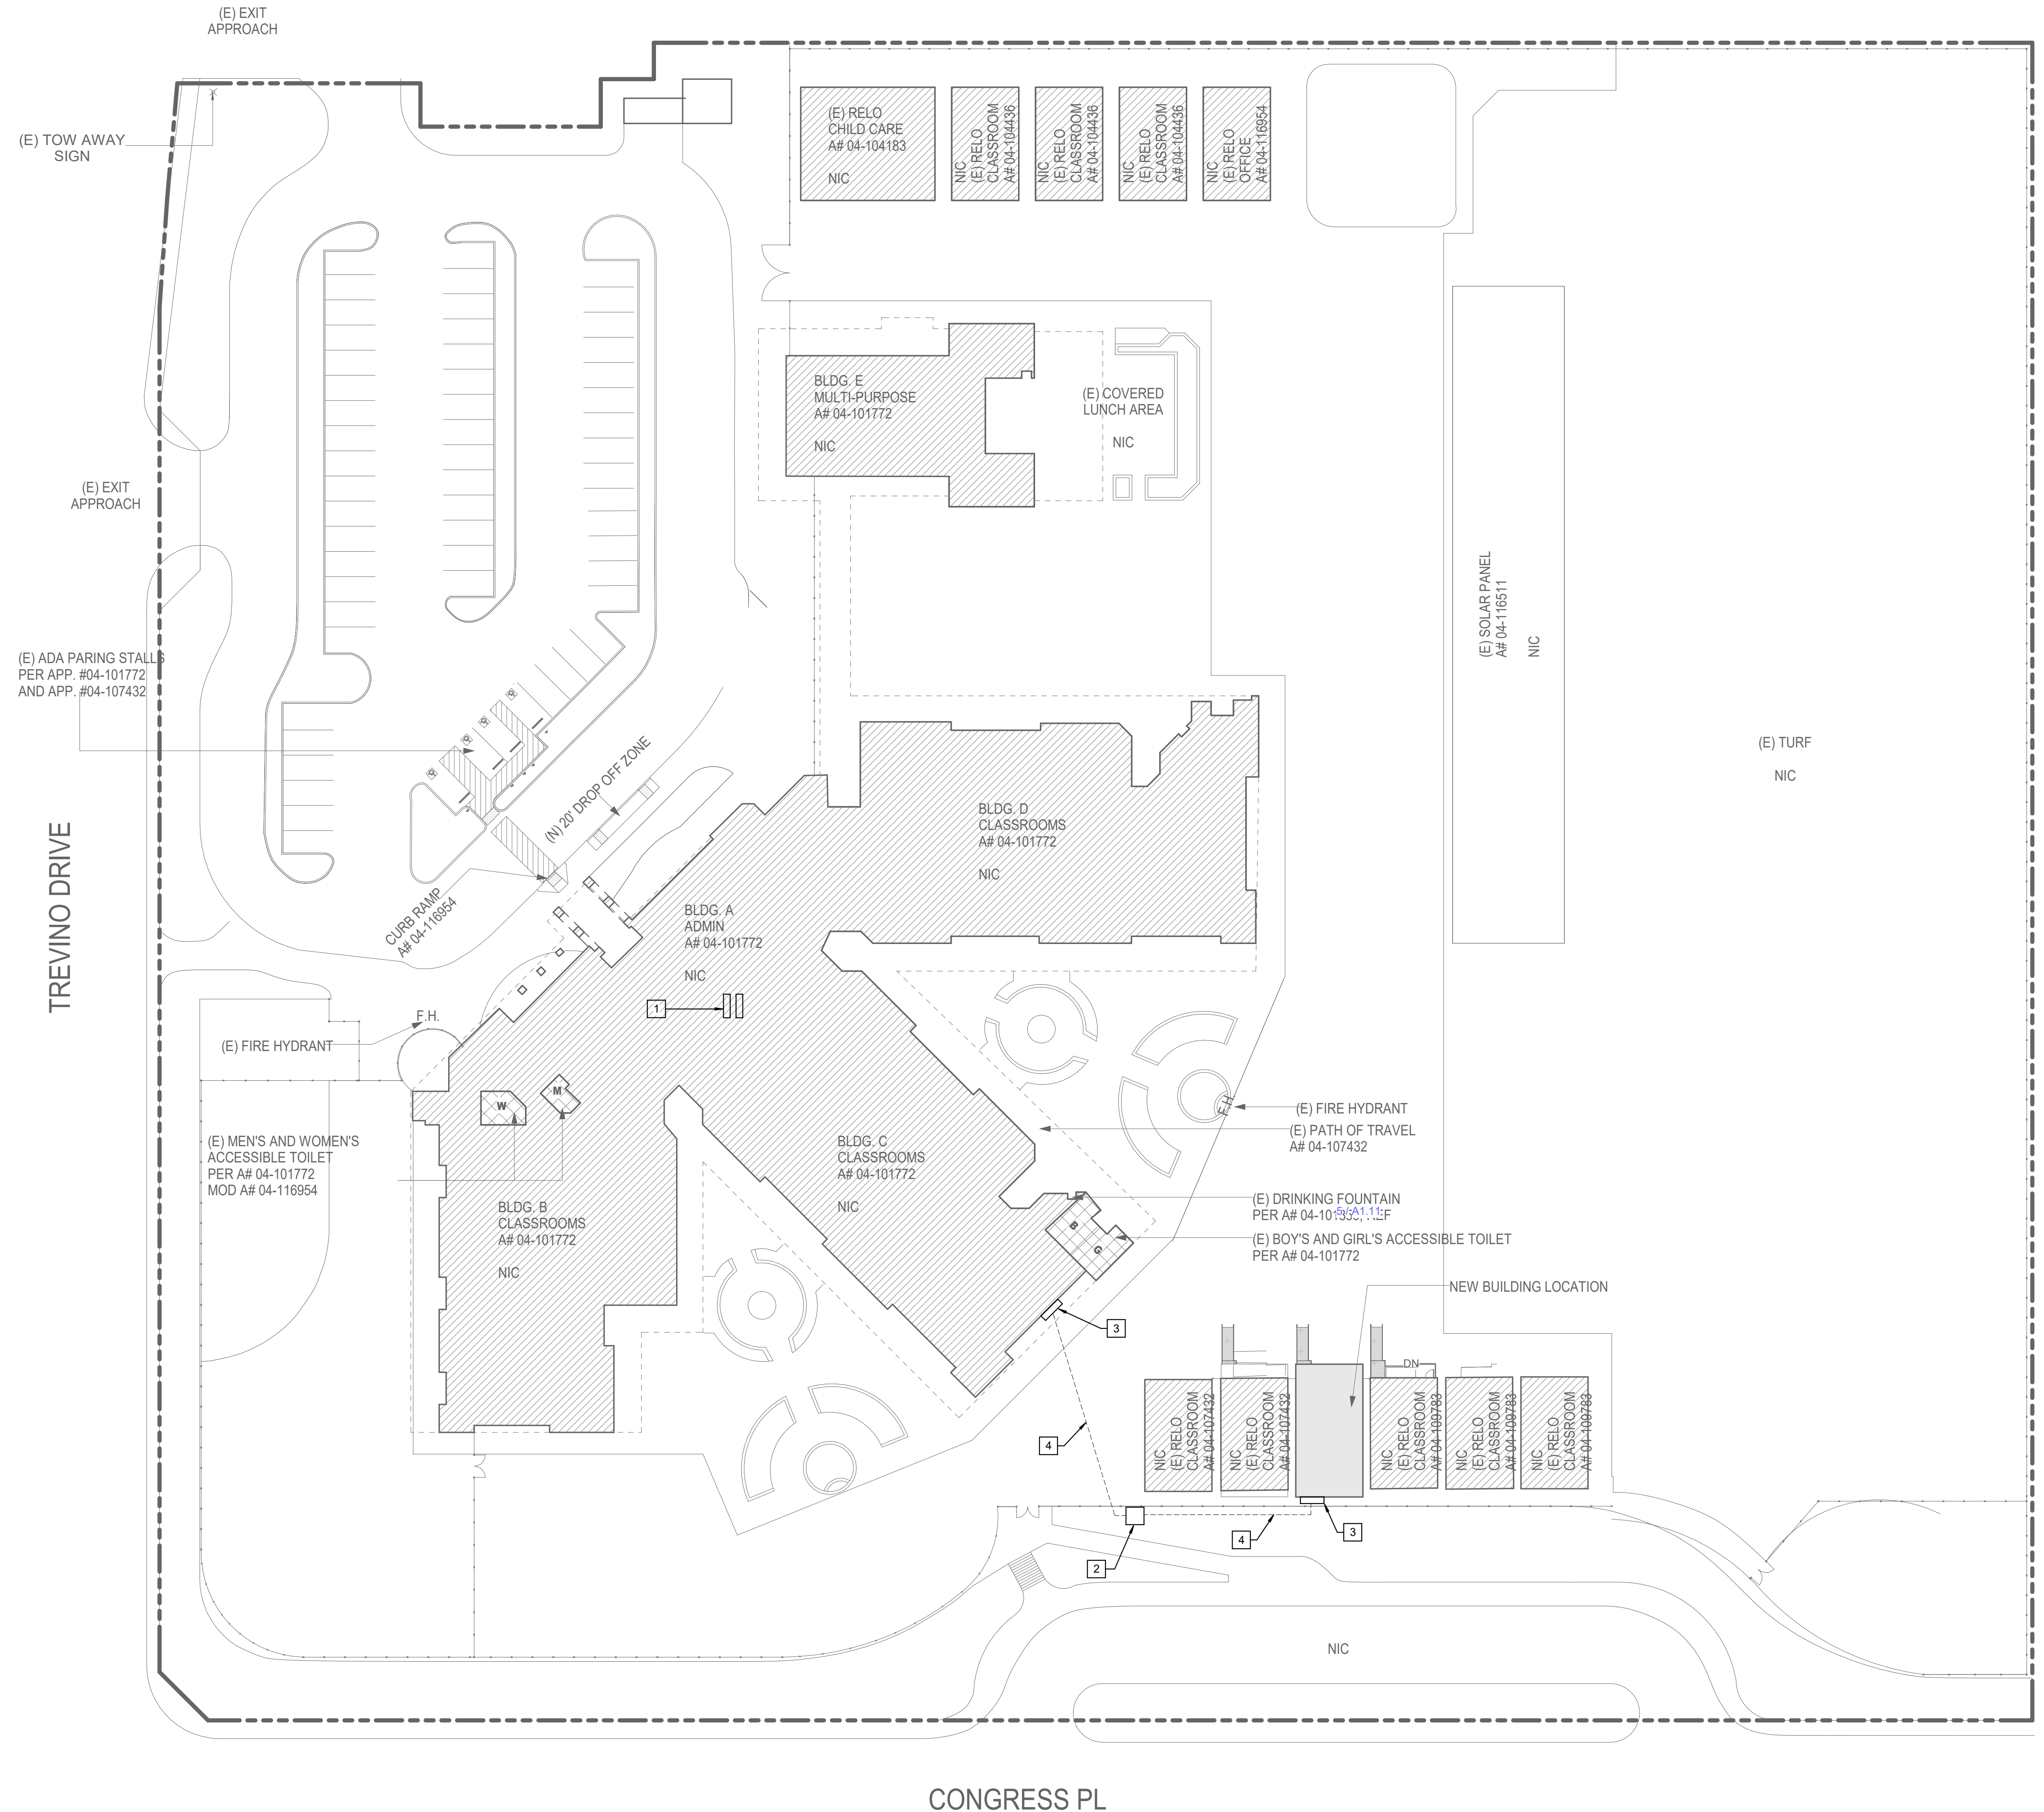 (E) EXIT
APPROACH
(E) TOW AWAY
SIGN
(E) RELO
CHILD CARE
A# 04-104183
NIC
NIC
(E) RELO
CLASSROOM
A# 04-104436
NIC
(E) RELO
CLASSROOM
A# 04-104436
NIC
(E) RELO
CLASSROOM
A# 04-104436
NIC
(E) RELO
OFFICE
A# 04-116954
BLDG. E
MULTI-PURPOSE
A# 04-101772
NIC
(E) COVERED
LUNCH AREA
NIC
(E) EXIT
APPROACH
(E) SOLAR PANEL
A# 04-116511
NIC
(E) ADA PARING STALLS
PER APP. #04-101772
AND APP. #04-107432
(E) TURF
NIC
(N) 20' DROP OFF ZONE
BLDG. D
CLASSROOMS
A# 04-101772
NIC
TREVINO DRIVE
CURB RAMP
A# 04-116954
BLDG. A
ADMIN
A# 04-101772
NIC
1
F.H.
(E) FIRE HYDRANT
W
M
F.H.
(E) FIRE HYDRANT
(E) PATH OF TRAVEL
A# 04-107432
(E) MEN'S AND WOMEN'S
ACCESSIBLE TOILET
PER A# 04-101772
MOD A# 04-116954
BLDG. C
CLASSROOMS
A# 04-101772
NIC
BLDG. B
CLASSROOMS
A# 04-101772
NIC
(E) DRINKING FOUNTAIN
PER A# 04-101
5 / A1.11
B
G
(E) BOY'S AND GIRL'S ACCESSIBLE TOILET
PER A# 04-101772
NEW BUILDING LOCATION
3
DN
NIC
(E) RELO
CLASSROOM
A# 04-107432
NIC
(E) RELO
CLASSROOM
A# 04-107432
NIC
(E) RELO
CLASSROOM
A# 04-109783
NIC
(E) RELO
CLASSROOM
A# 04-109783
NIC
(E) RELO
CLASSROOM
A# 04-109783
4
2
4
3
NIC
CONGRESS PL